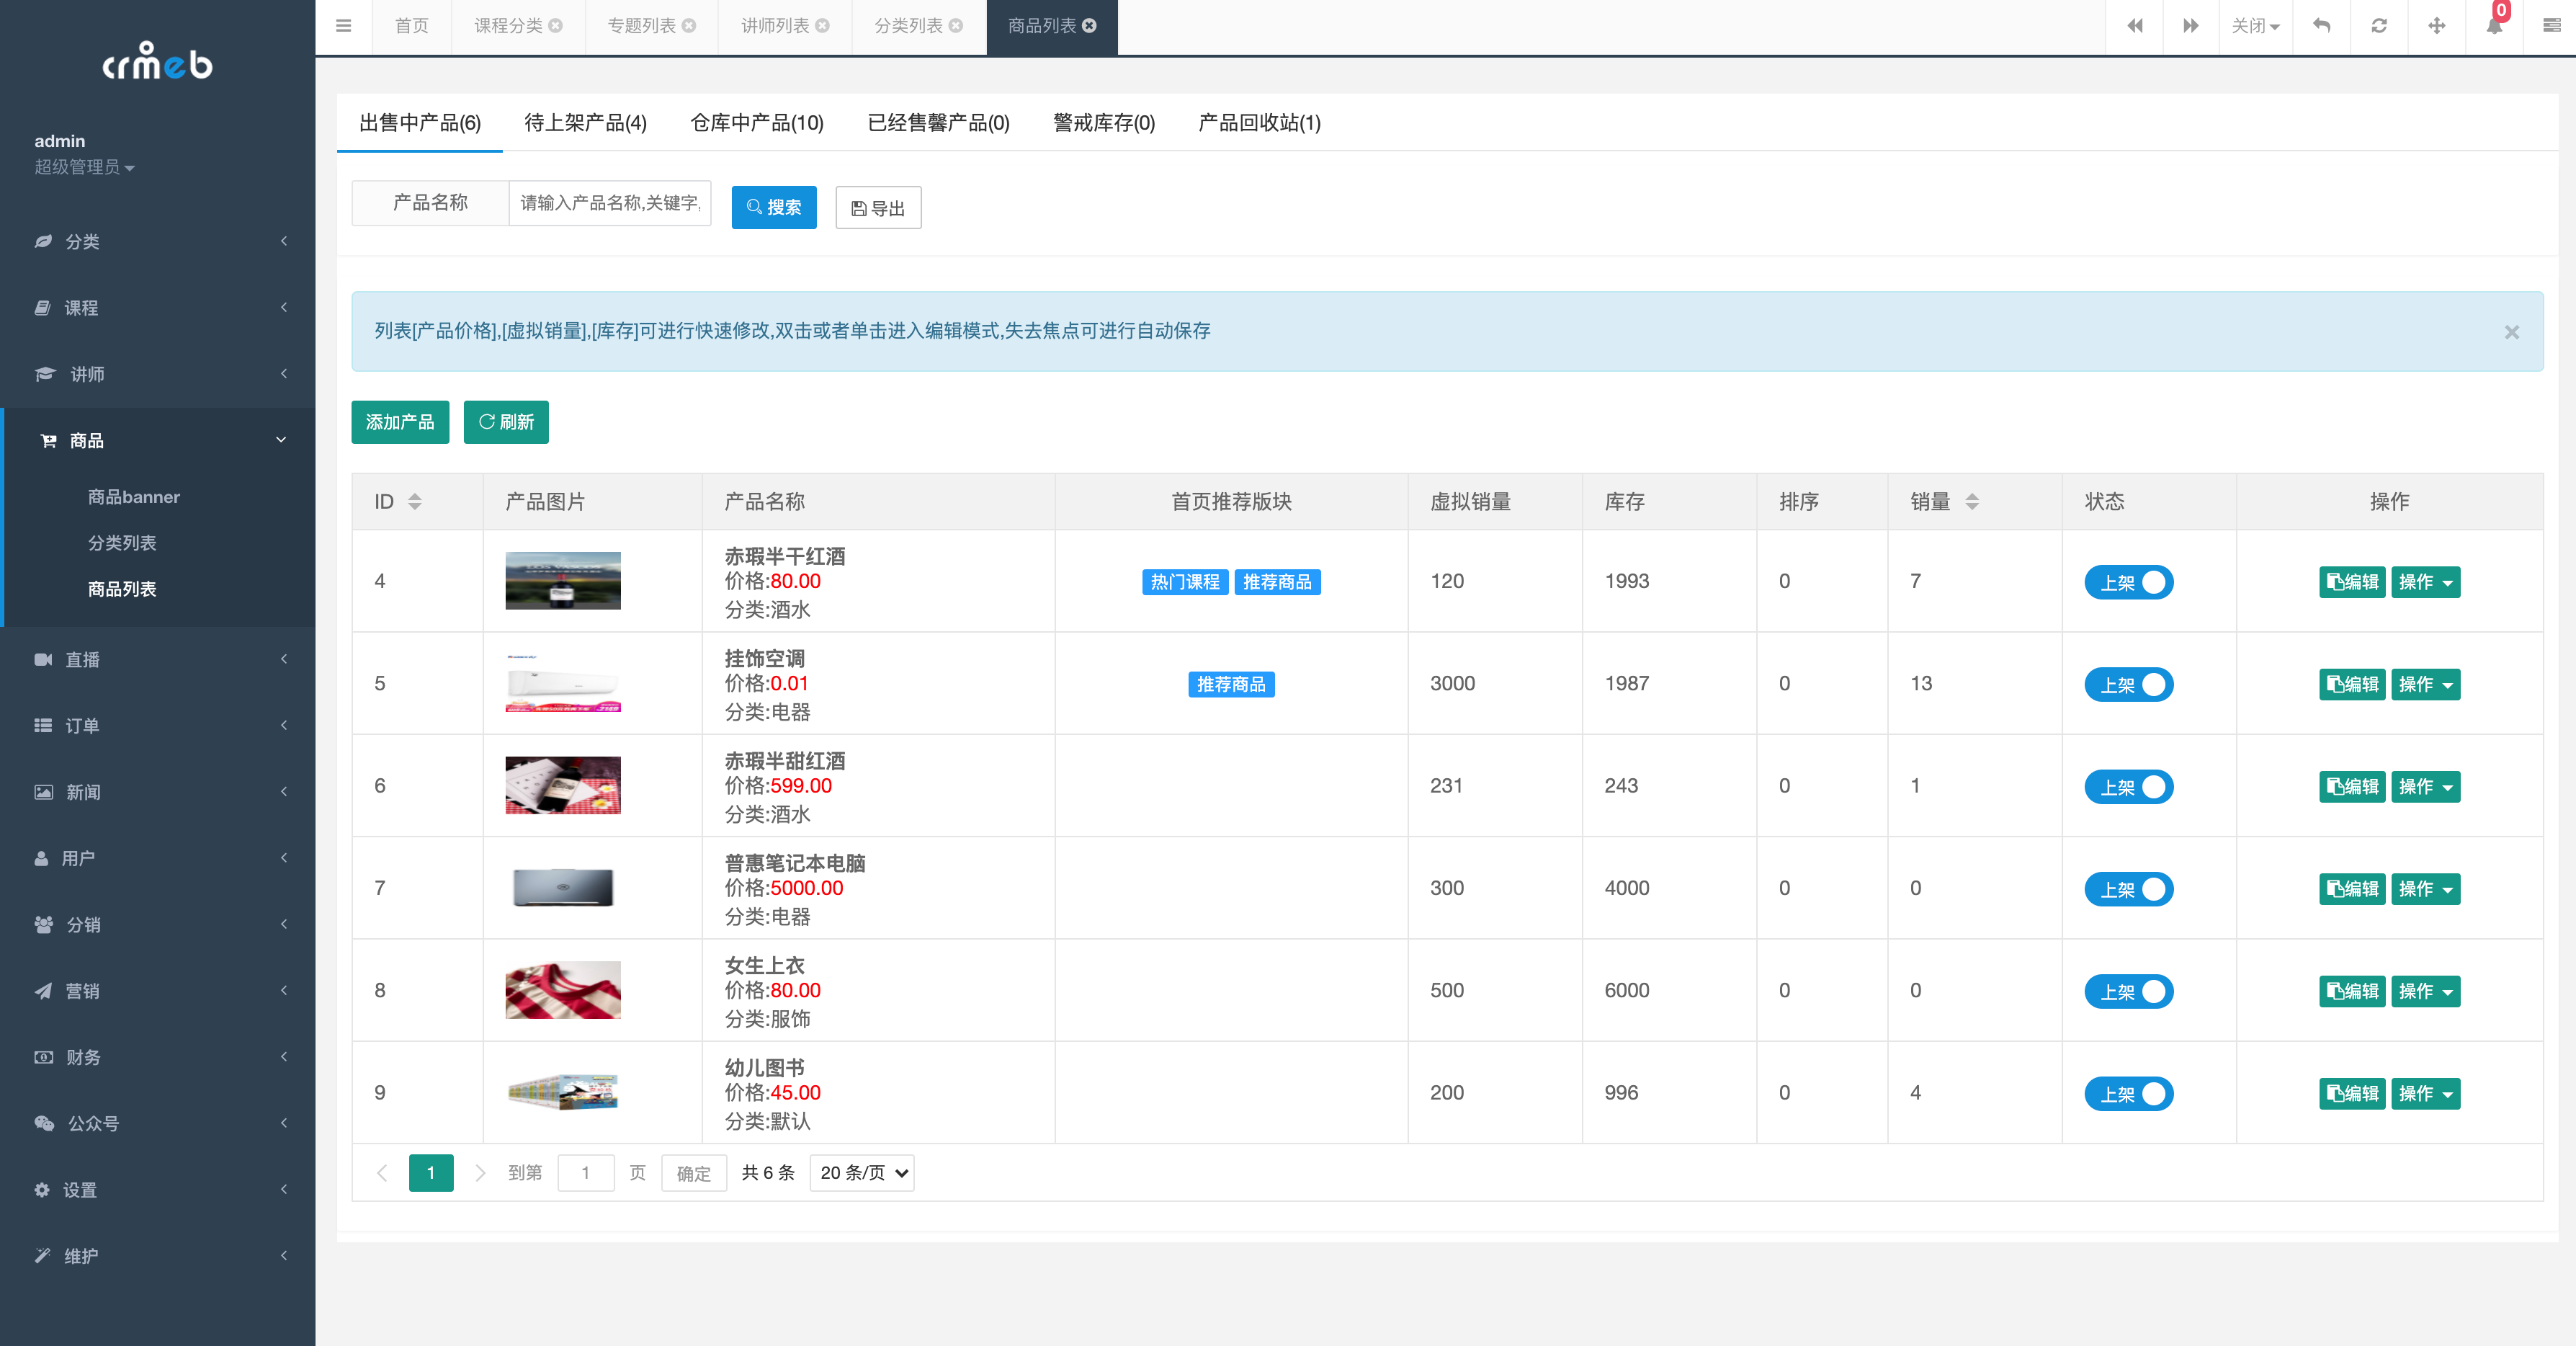 crmeb
admin
超级管理员
分类
课程
讲师
商品
商品banner
分类列表
商品列表
直播
订单
新闻
用户
分销
营销
财务
公众号
设置
维护
首页
课程分类
专题列表
讲师列表
分类列表
商品列表
关闭
0
出售中产品(6)
待上架产品(4)
仓库中产品(10)
已经售馨产品(0)
警戒库存(0)
产品回收站(1)
产品名称
请输入产品名称,关键字,
搜索
导出
列表[产品价格],[虚拟销量],[库存]可进行快速修改,双击或者单击进入编辑模式,失去焦点可进行自动保存
×
添加产品
刷新
ID 产品图片 产品名称 首页推荐版块 虚拟销量 库存 排序 销量 状态 操作
赤瑕半干红酒
4 价格:80.00 热门课程 推荐商品 120 1993 0 7 上架 编辑 操作
分类:酒水
挂饰空调
5 价格:0.01 推荐商品 3000 1987 0 13 上架 编辑 操作
分类:电器
赤瑕半甜红酒
6 价格:599.00 231 243 0 1 上架 编辑 操作
分类:酒水
普惠笔记本电脑
7 价格:5000.00 300 4000 0 0 上架 编辑 操作
分类:电器
女生上衣
8 价格:80.00 500 6000 0 0 上架 编辑 操作
分类:服饰
幼儿图书
9 价格:45.00 200 996 0 4 上架 编辑 操作
分类:默认
1 到第 1 页 确定 共 6 条 20 条/页